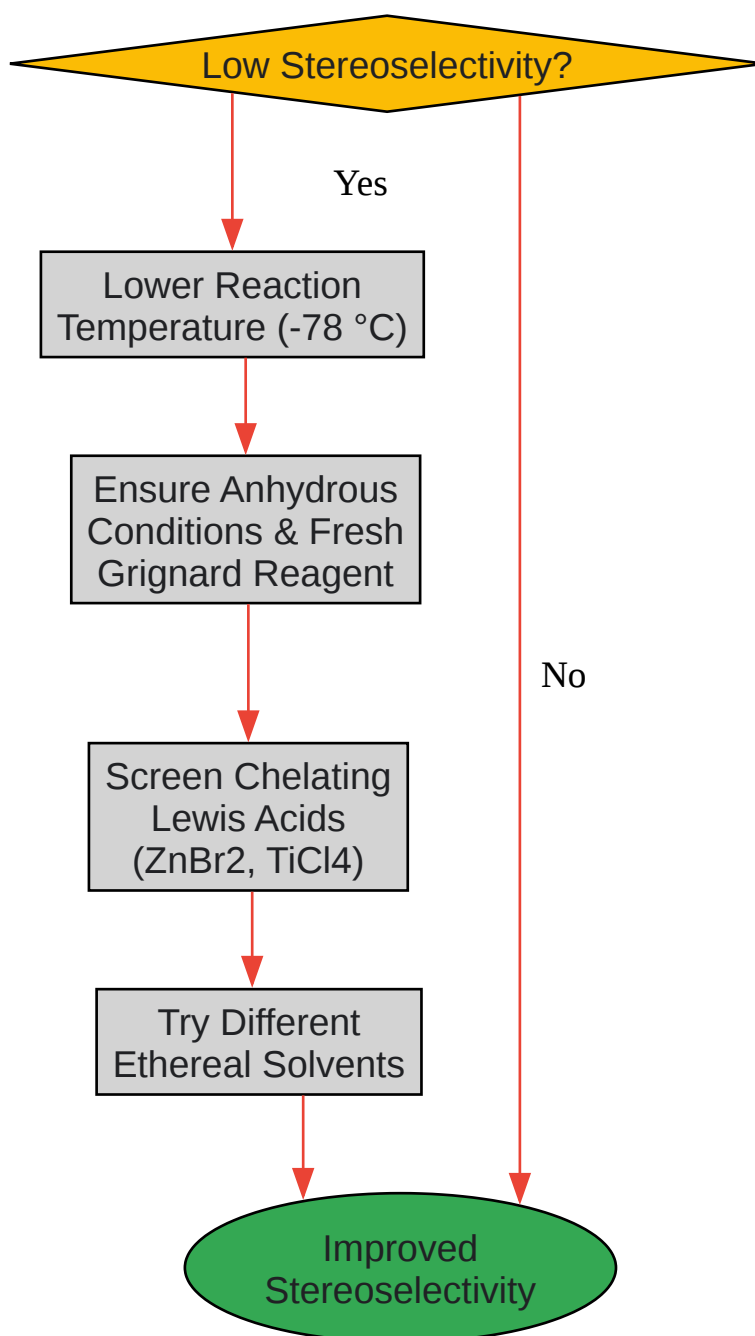 Low Stereoselectivity?
Yes
Lower Reaction
Temperature (-78 °C)
Ensure Anhydrous
Conditions & Fresh
Grignard Reagent
No
Screen Chelating
Lewis Acids
(ZnBr2, TiCl4)
Try Different
Ethereal Solvents
Improved
Stereoselectivity